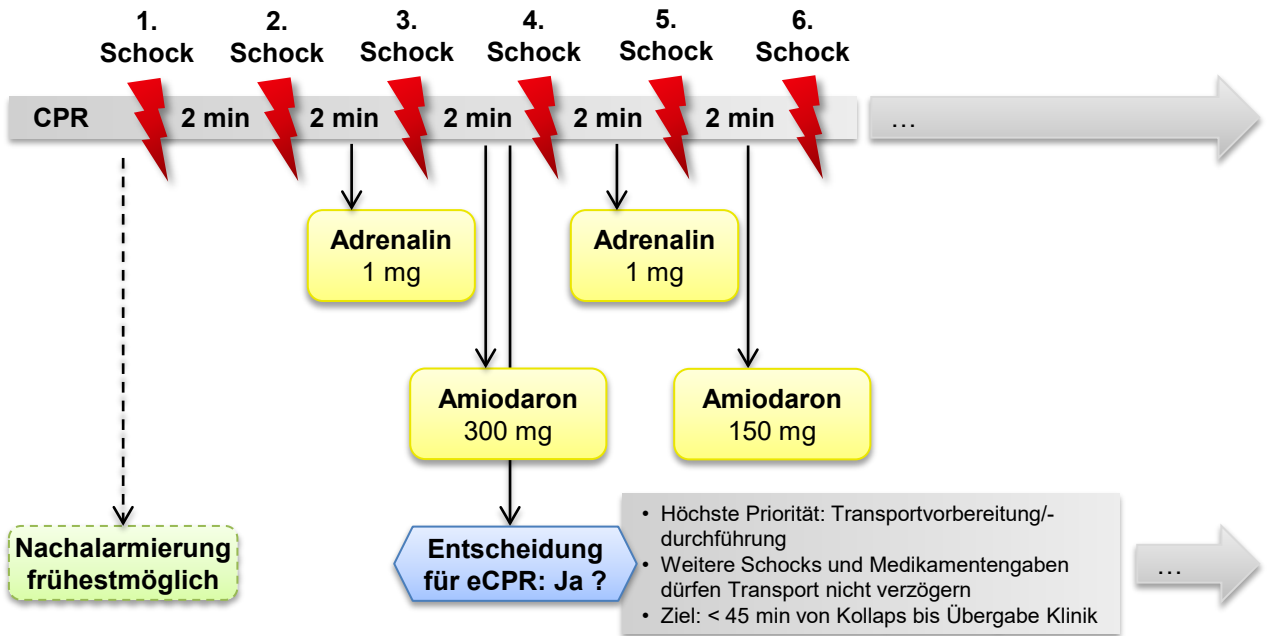 1.
Schock
2.
Schock
3.
Schock
4.
Schock
5.
Schock
6.
Schock
CPR
2 min
2 min
2 min
2 min
2 min
…
Adrenalin
1 mg
Adrenalin
1 mg
Amiodaron
300 mg
Amiodaron
150 mg
Nachalarmierung
frühestmöglich
Entscheidung
für eCPR: Ja ?
• Höchste Priorität: Transportvorbereitung/-
durchführung
• Weitere Schocks und Medikamentengaben
dürfen Transport nicht verzögern
• Ziel: < 45 min von Kollaps bis Übergabe Klinik
…